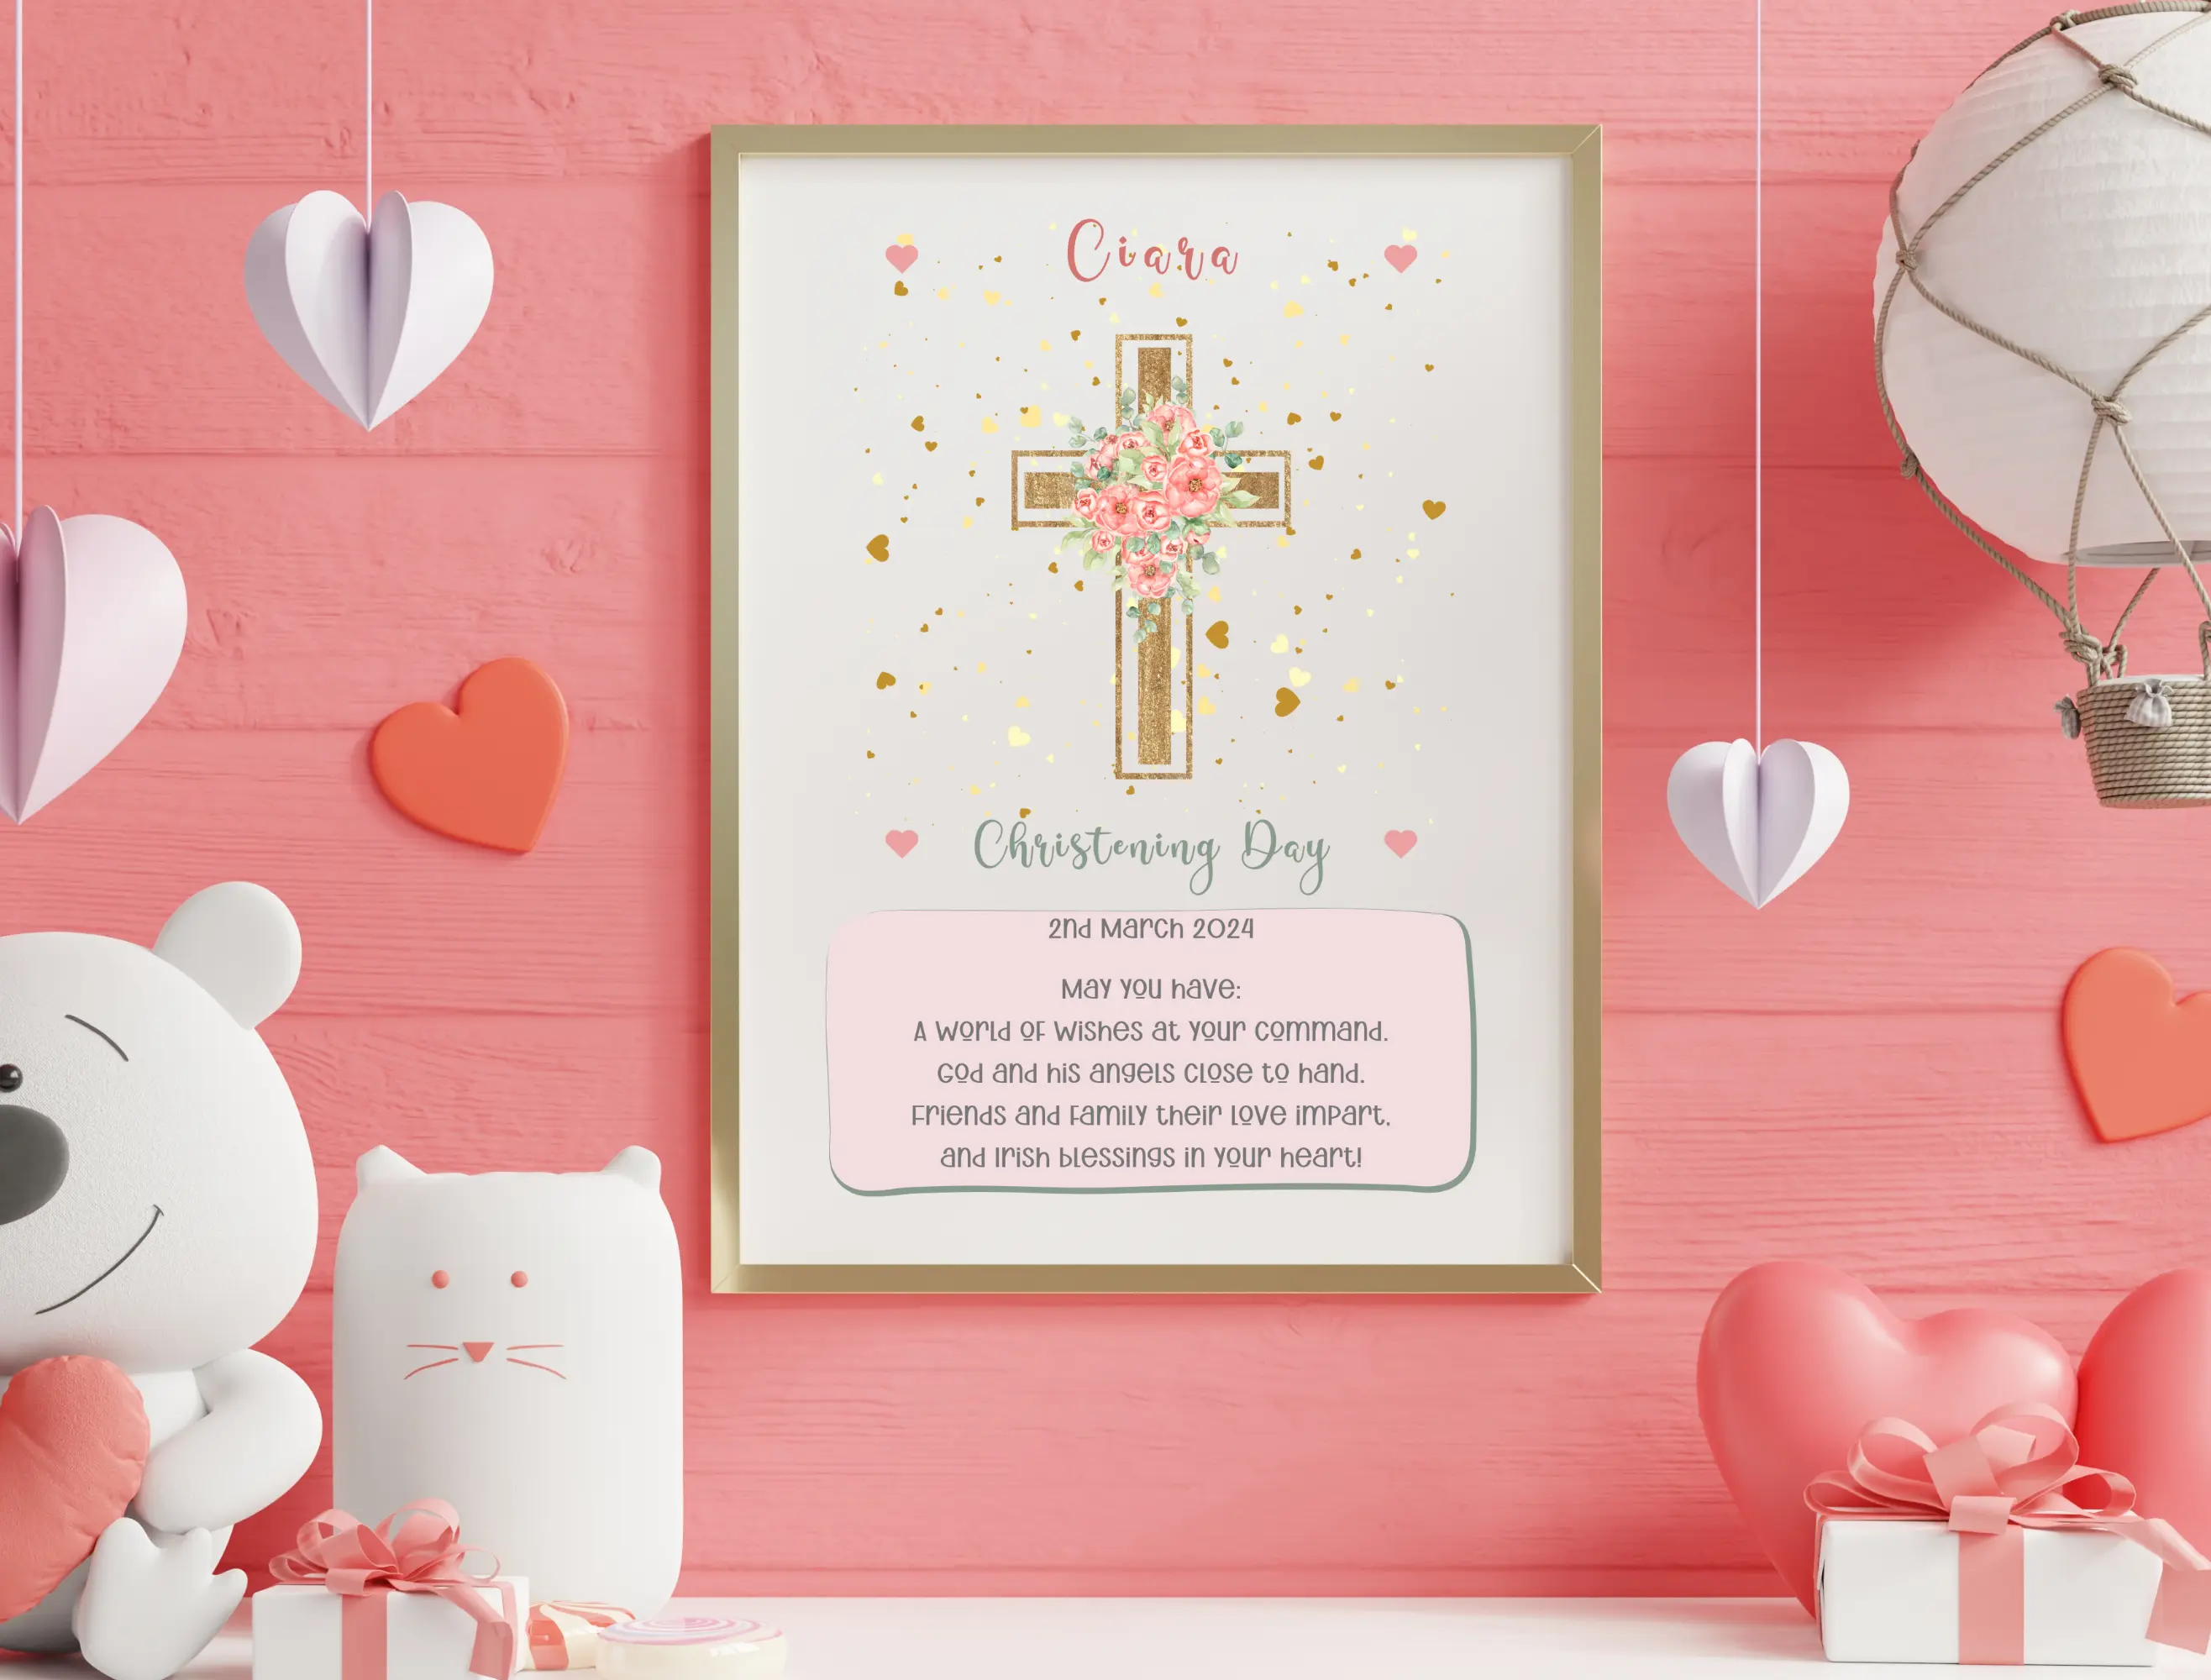 Ciara
Christening Day
2nd March 2024
May you have:
A world of wishes at your command.
God and his angels close to hand.
Friends and family their love impart,
and Irish blessings in your heart!